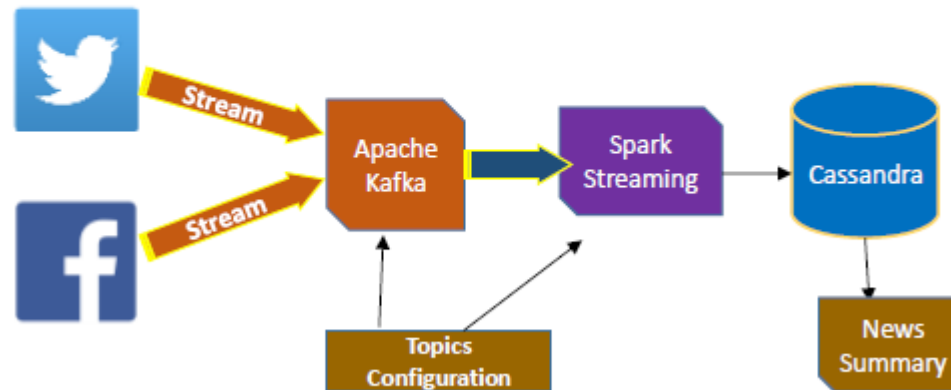 Stream
Stream
Apache
Kafka
Spark
Streaming
Cassandra
Topics
Configuration
News
Summary